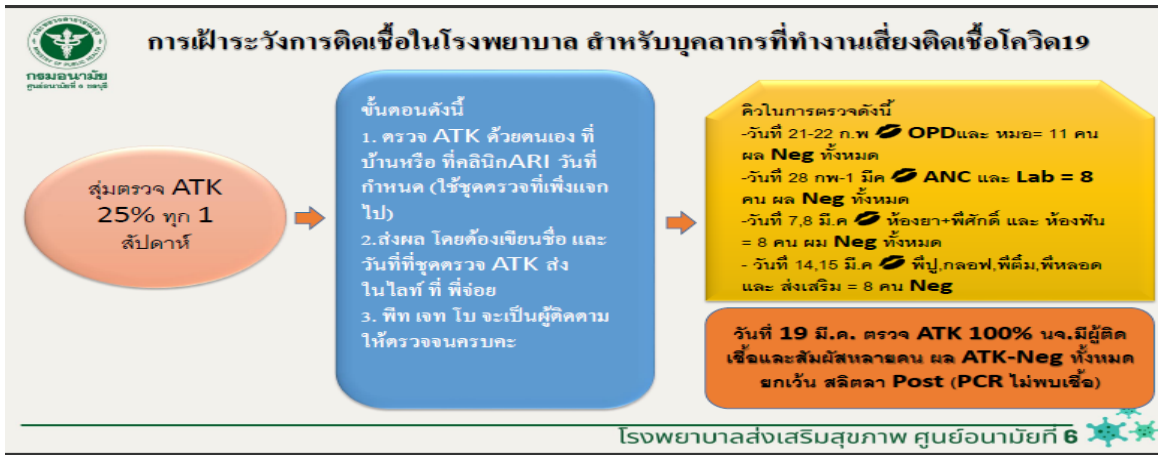 การเฝ้าระวังการติดเชื้อในโรงพยาบาล สำหรับบุคลากรที่ทำงานเสี่ยงติดเชื้อโควิด19
กรมอนามัย
ศูนย์อนามัยที่ ๖ ชลบุรี
สุ่มตรวจ ATK
25% ทุก 1
สัปดาห์
ขั้นตอนดังนี้
1. ตรวจ ATK ด้วยตนเอง ที่
บ้านหรือ ที่คลินิกARI วันที่
กำหนด (ใช้ชุดตรวจที่เพิ่งแจก
ไป)
2.ส่งผล โดยต้องเขียนชื่อ และ
วันที่ที่ชุดตรวจ ATK ส่ง
ในไลท์ ที่ พี่จ่อย
3. พีท เจท โบ จะเป็นผู้ติดตาม
ให้ตรวจจนครบคะ
คิวในการตรวจดังนี้
-วันที่ 21-22 ก.พ OPDและ หมอ= 11 คน
ผล Neg ทั้งหมด
-วันที่ 28 กพ-1 มีค ANC และ Lab = 8
คน ผล Neg ทั้งหมด
-วันที่ 7,8 มี.ค ห้องยา+พี่ศักดิ์ และ ห้องฟัน
= 8 คน ผม Neg ทั้งหมด
- วันที่ 14,15 มี.ค พี่ปู,กลอฟ,พี่ติ๋ม,พี่หลอด
และ ส่งเสริม = 8 คน Neg
วันที่ 19 มี.ค. ตรวจ ATK 100% นจ.มีผู้ติด
เชื้อและสัมผัสหลายคน ผล ATK-Neg ทั้งหมด
ยกเว้น สลิตลา Post (PCR ไม่พบเชื้อ)
โรงพยาบาลส่งเสริมสุขภาพ ศูนย์อนามัยที่ 6